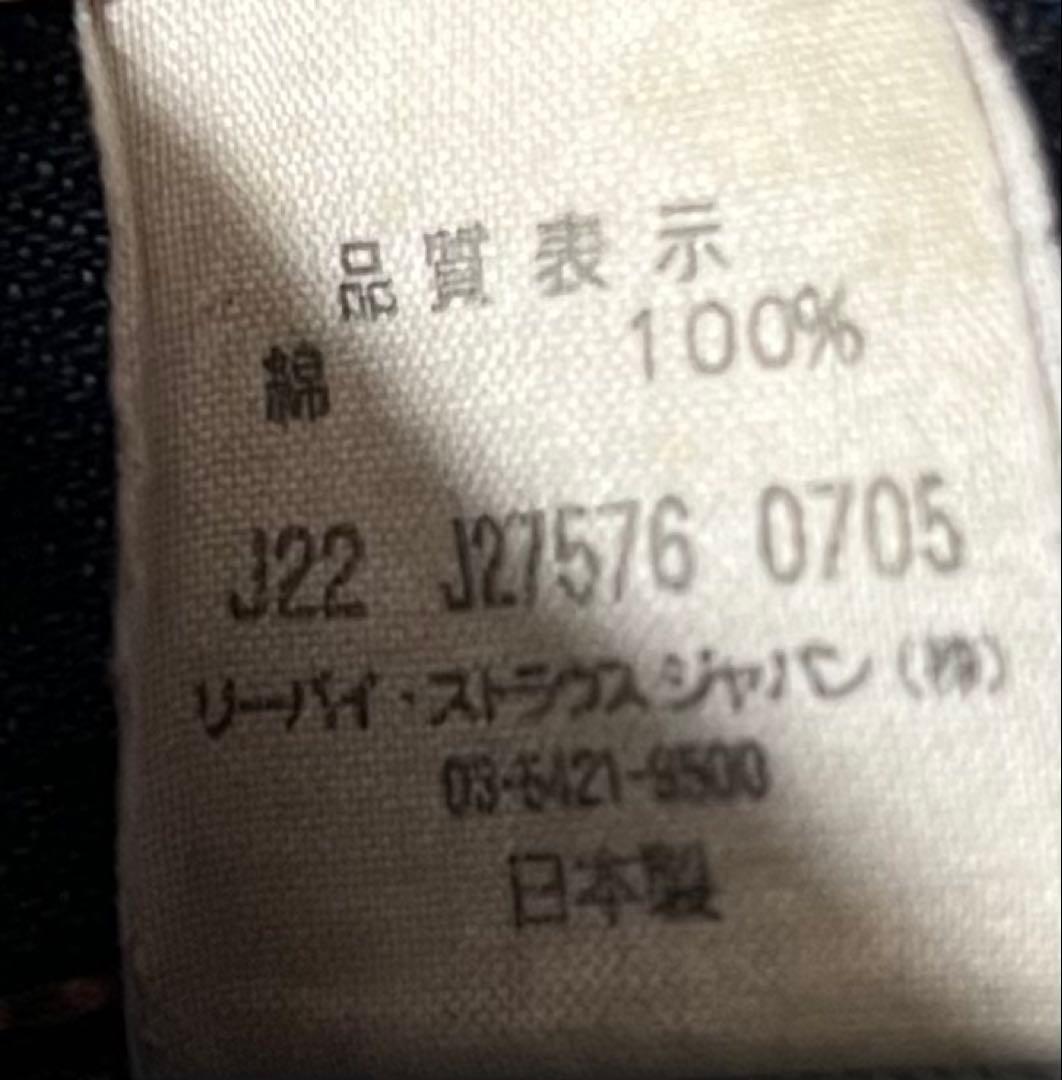 品質表示
綿 100%
J22 J27576 0705
リーバイ・ストラウスジャパン(株)
03-5421-9500
日本製